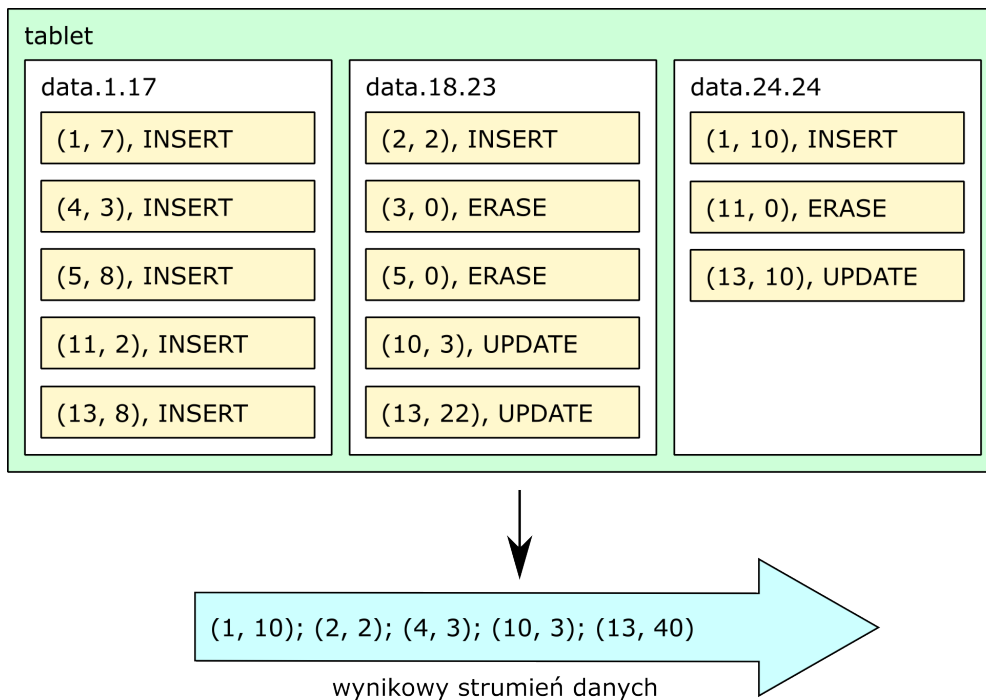 tablet
data.1.17
(1, 7), INSERT
(4, 3), INSERT
(5, 8), INSERT
(11, 2), INSERT
(13, 8), INSERT
data.18.23
(2, 2), INSERT
(3, 0), ERASE
(5, 0), ERASE
(10, 3), UPDATE
(13, 22), UPDATE
data.24.24
(1, 10), INSERT
(11, 0), ERASE
(13, 10), UPDATE
(1, 10); (2, 2); (4, 3); (10, 3); (13, 40)
wynikowy strumień danych